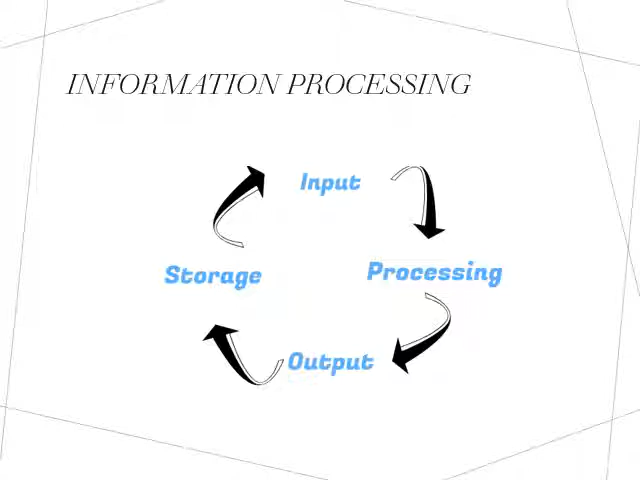 INFORMATION PROCESSING
Input
Storage
Processing
Output